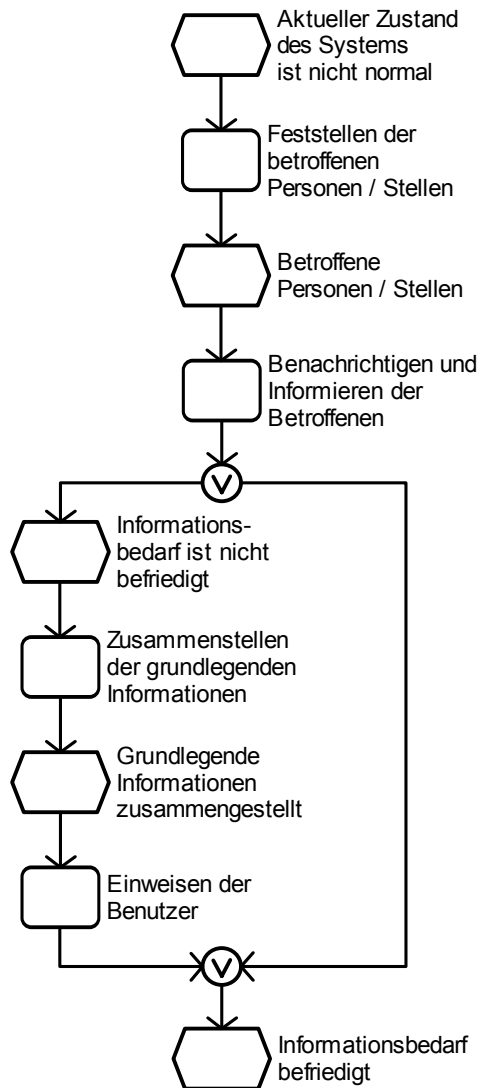 Aktueller Zustand
des Systems
ist nicht normal
Feststellen der
betroffenen
Personen / Stellen
Betroffene
Personen / Stellen
Benachrichtigen und
Informieren der
Betroffenen
V
Informations-
bedarf ist nicht
befriedigt
Zusammenstellen
der grundlegenden
Informationen
Grundlegende
Informationen
zusammengestellt
Einweisen der
Benutzer
V
Informationsbedarf
befriedigt